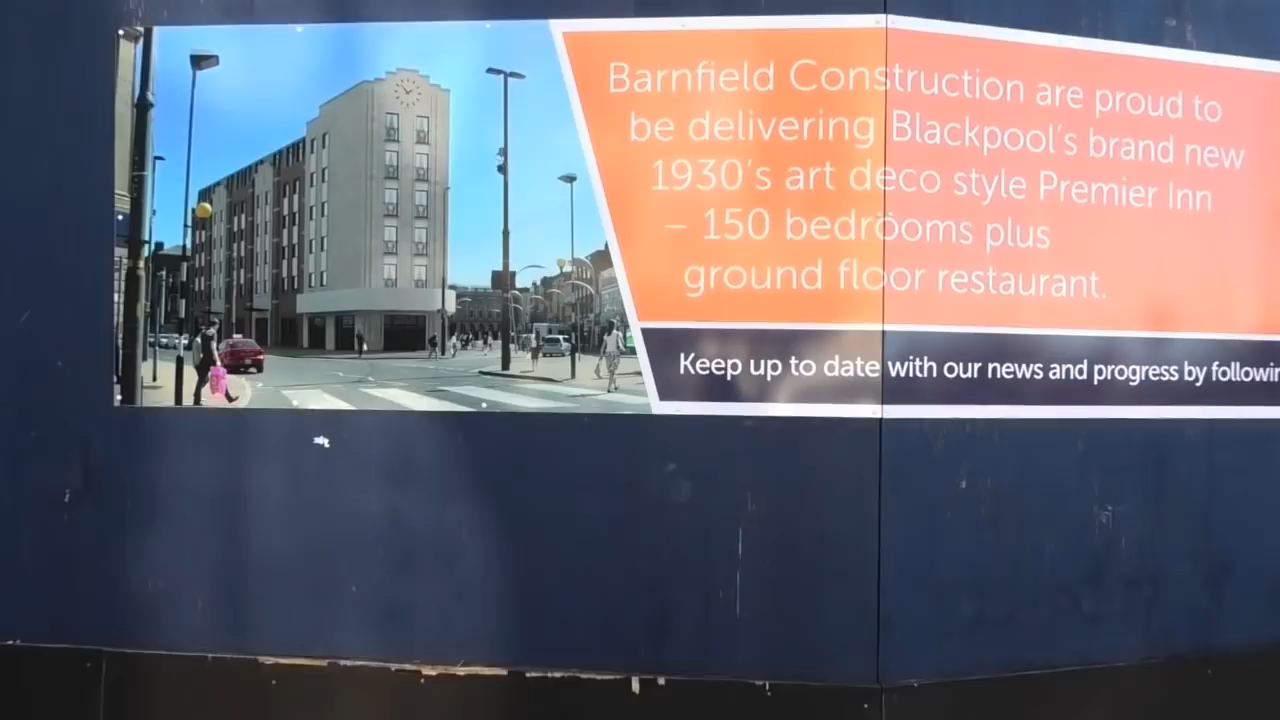 Barnfield Construction are proud to
be delivering Blackpool's brand new
1930's art deco style Premier Inn
– 150 bedrooms plus
ground floor restaurant.
Keep up to date with our news and progress by